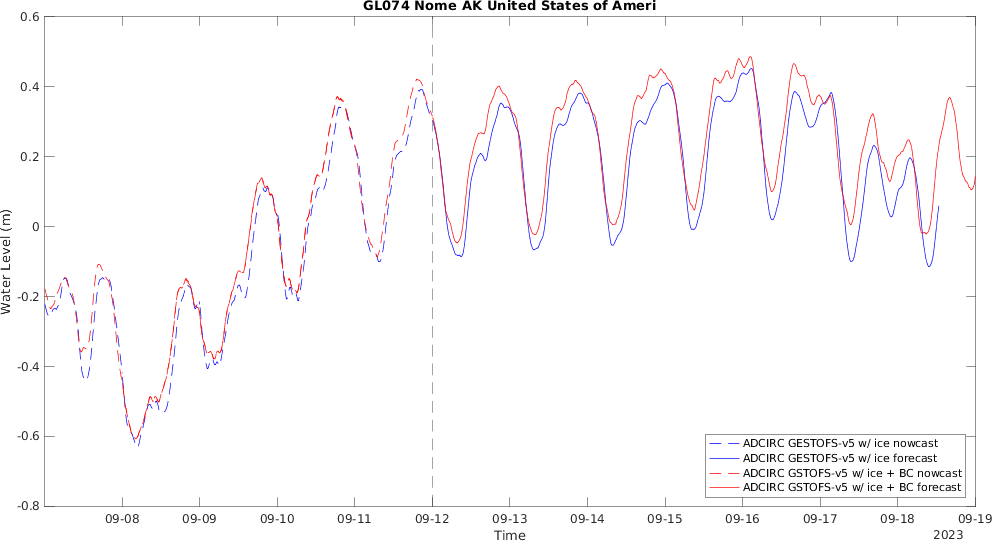 GL074 Nome AK United States of Ameri
0.6
0.4
0.2
0
-0.2
-0.4
-0.6
-0.8
Water Level (m)
ADCIRC GESTOFS-v5 w/ ice nowcast
ADCIRC GESTOFS-v5 w/ ice forecast
ADCIRC GSTOFS-v5 w/ ice + BC nowcast
ADCIRC GSTOFS-v5 w/ ice + BC forecast
09-08 09-09 09-10 09-11 09-12 09-13 09-14 09-15 09-16 09-17 09-18 09-19
Time
2023